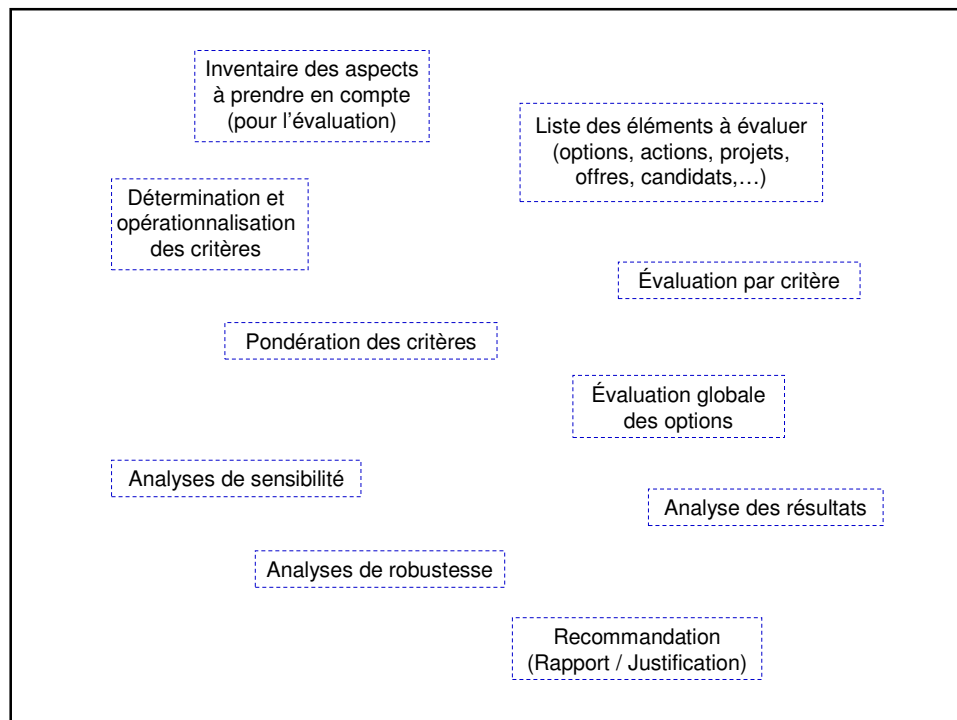 Inventaire des aspects
à prendre en compte
(pour l'évaluation)
Liste des éléments à évaluer
(options, actions, projets,
offres, candidats,…)
Détermination et
opérationnalisation
des critères
Évaluation par critère
Pondération des critères
Évaluation globale
des options
Analyses de sensibilité
Analyse des résultats
Analyses de robustesse
Recommandation
(Rapport / Justification)